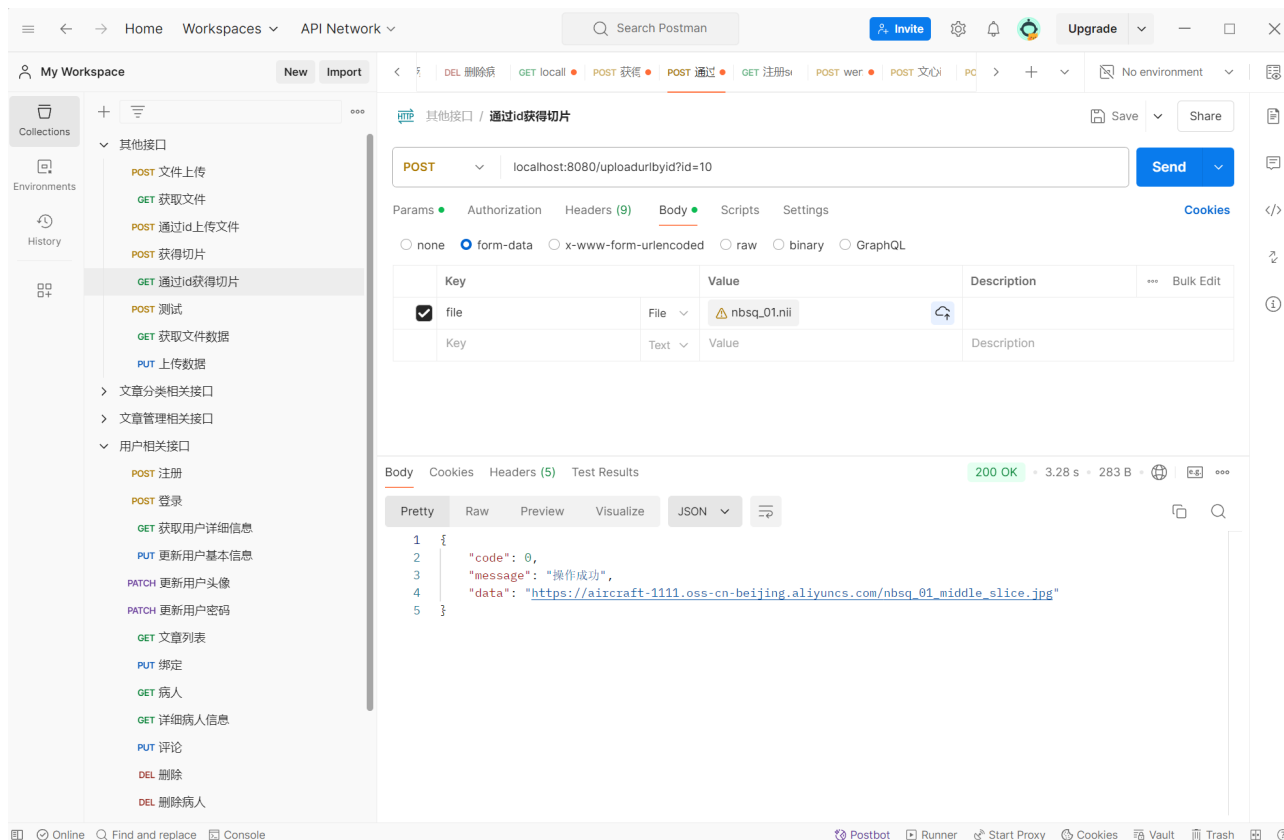 Home Workspaces API Network Search Postman Invite Upgrade
My Workspace New Import DEL 删除病 GET locall POST 获得 POST 通过 GET 注册s POST wer POST 文心 PC No environment
Collections
Environments
History
其他接口
POST 文件上传
GET 获取文件
POST 通过id上传文件
POST 获得切片
GET 通过id获得切片
POST 测试
GET 获取文件数据
PUT 上传数据
文章分类相关接口
文章管理相关接口
用户相关接口
POST 注册
POST 登录
GET 获取用户详细信息
PUT 更新用户基本信息
PATCH 更新用户头像
PATCH 更新用户密码
GET 文章列表
PUT 绑定
GET 病人
GET 详细病人信息
PUT 评论
DEL 删除
DEL 删除病人
HTTP 其他接口 / 通过id获得切片 Save Share
POST localhost:8080/uploadurlbyid?id=10 Send
Params Authorization Headers (9) Body Scripts Settings Cookies
none form-data x-www-form-urlencoded raw binary GraphQL
Key Value Description Bulk Edit
file File nbsq_01.nii
Key Text Value Description
Body Cookies Headers (5) Test Results 200 OK 3.28 s 283 B e.g.
Pretty Raw Preview Visualize JSON
1 {
2 "code": 0,
3 "message": "操作成功",
4 "data": "https://aircraft-1111.oss-cn-beijing.aliyuncs.com/nbsq_01_middle_slice.jpg"
5 }
Online Find and replace Console Postbot Runner Start Proxy Cookies Vault Trash